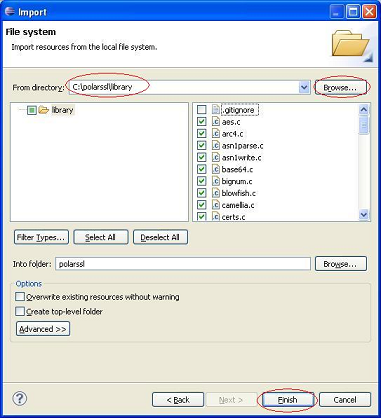 Import
File system
Import resources from the local file system.
From directory: C:\polarssl\library Browse...
library
.gitignore
aes.c
arc4.c
asn1parse.c
asn1write.c
base64.c
bignum.c
blowfish.c
camellia.c
certs.c
Filter Types... Select All Deselect All
Into folder: polarssl Browse...
Options
Overwrite existing resources without warning
Create top-level folder
Advanced >>
? < Back Next > Finish Cancel